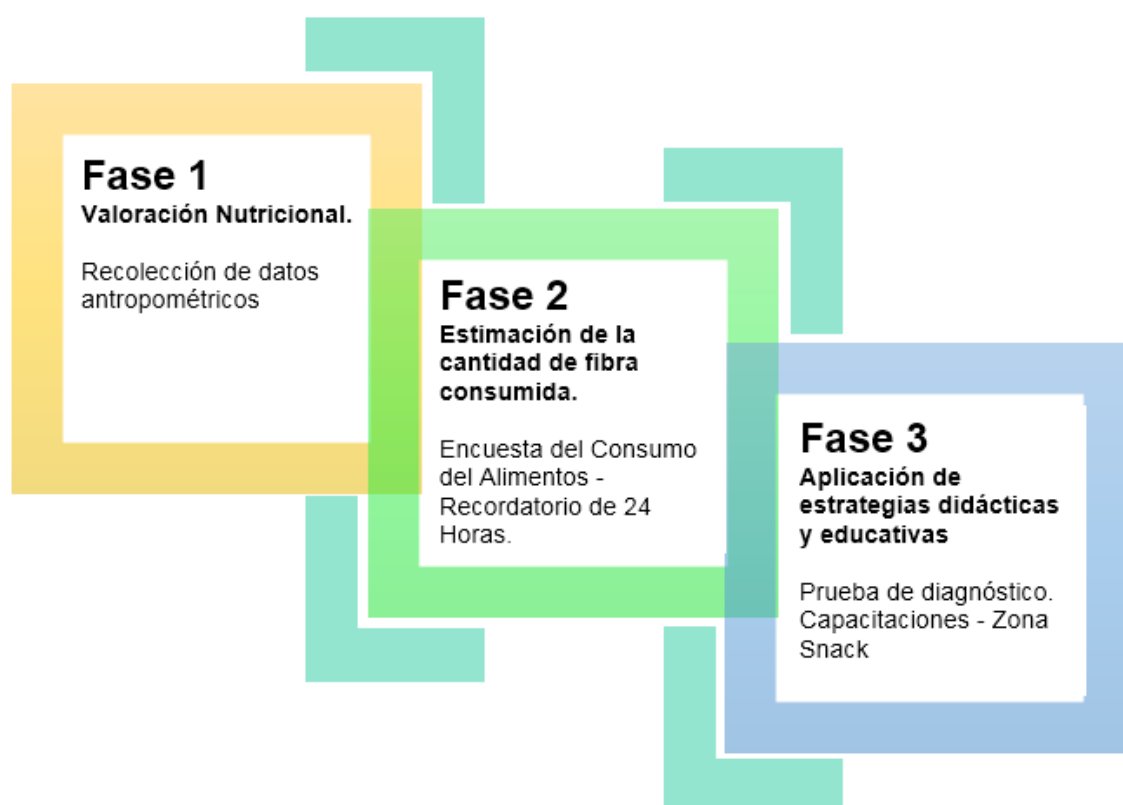 Fase 1
Valoración Nutricional.
Recolección de datos
antropométricos
Fase 2
Estimación de la
cantidad de fibra
consumida.
Encuesta del Consumo
del Alimentos -
Recordatorio de 24
Horas.
Fase 3
Aplicación de
estrategias didácticas
y educativas
Prueba de diagnóstico.
Capacitaciones - Zona
Snack